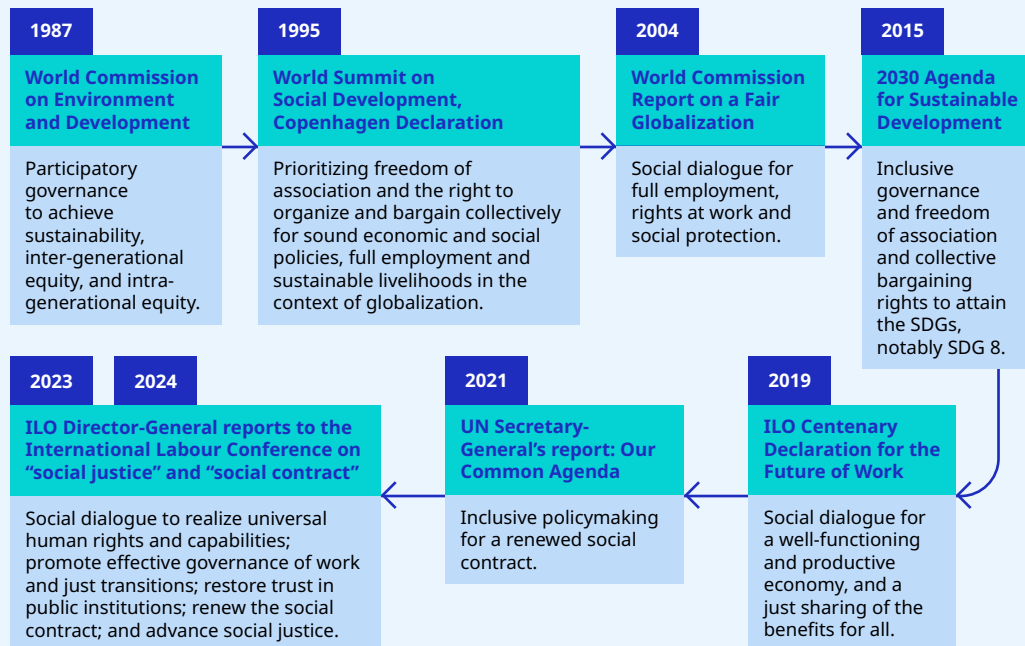 1987
World Commission
on Environment
and Development
Participatory
governance
to achieve
sustainability,
inter-generational
equity, and intra-
generational equity.
1995
World Summit on
Social Development,
Copenhagen Declaration
Prioritizing freedom of
association and the right to
organize and bargain collectively
for sound economic and social
policies, full employment and
sustainable livelihoods in the
context of globalization.
2004
World Commission
Report on a Fair
Globalization
Social dialogue for
full employment,
rights at work and
social protection.
2015
2030 Agenda
for Sustainable
Development
Inclusive
governance
and freedom
of association
and collective
bargaining
rights to attain
the SDGs,
notably SDG 8.
2019
ILO Centenary
Declaration for the
Future of Work
Social dialogue for
a well-functioning
and productive
economy, and a
just sharing of the
benefits for all.
2021
UN Secretary-
General’s report: Our
Common Agenda
Inclusive policymaking
for a renewed social
contract.
2023 2024
ILO Director-General reports to the
International Labour Conference on
“social justice” and “social contract”
Social dialogue to realize universal
human rights and capabilities;
promote effective governance of work
and just transitions; restore trust in
public institutions; renew the social
contract; and advance social justice.